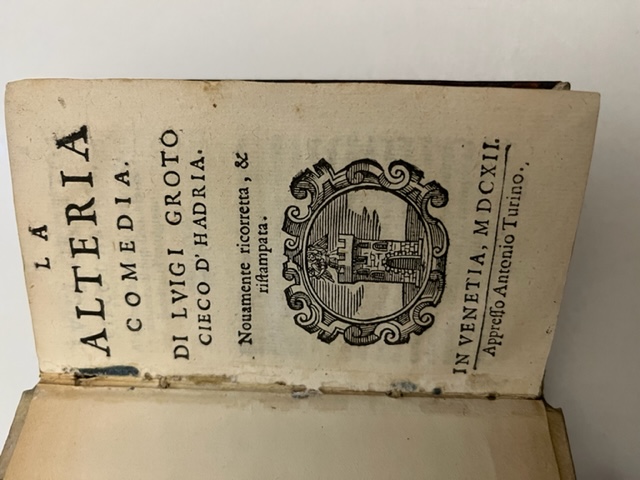 LA
ALTERIA
COMEDIA.
DI LVIGI GROTO
CIECO D'HADRIA.
Nouamente ricorretta, &
ristampata.
IN VENETIA, MDCXII.
Appresso Antonio Turino.